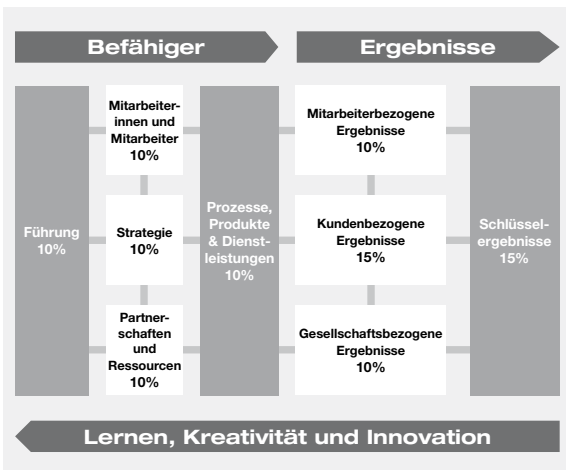 Befähiger
Ergebnisse
Führung
10%
Mitarbeiter-
innen und
Mitarbeiter
10%
Strategie
10%
Partner-
schaften
und
Ressourcen
10%
Prozesse,
Produkte
& Dienst-
leistungen
10%
Mitarbeiterbezogene
Ergebnisse
10%
Kundenbezogene
Ergebnisse
15%
Gesellschaftsbezogene
Ergebnisse
10%
Schlüssel-
ergebnisse
15%
Lernen, Kreativität und Innovation